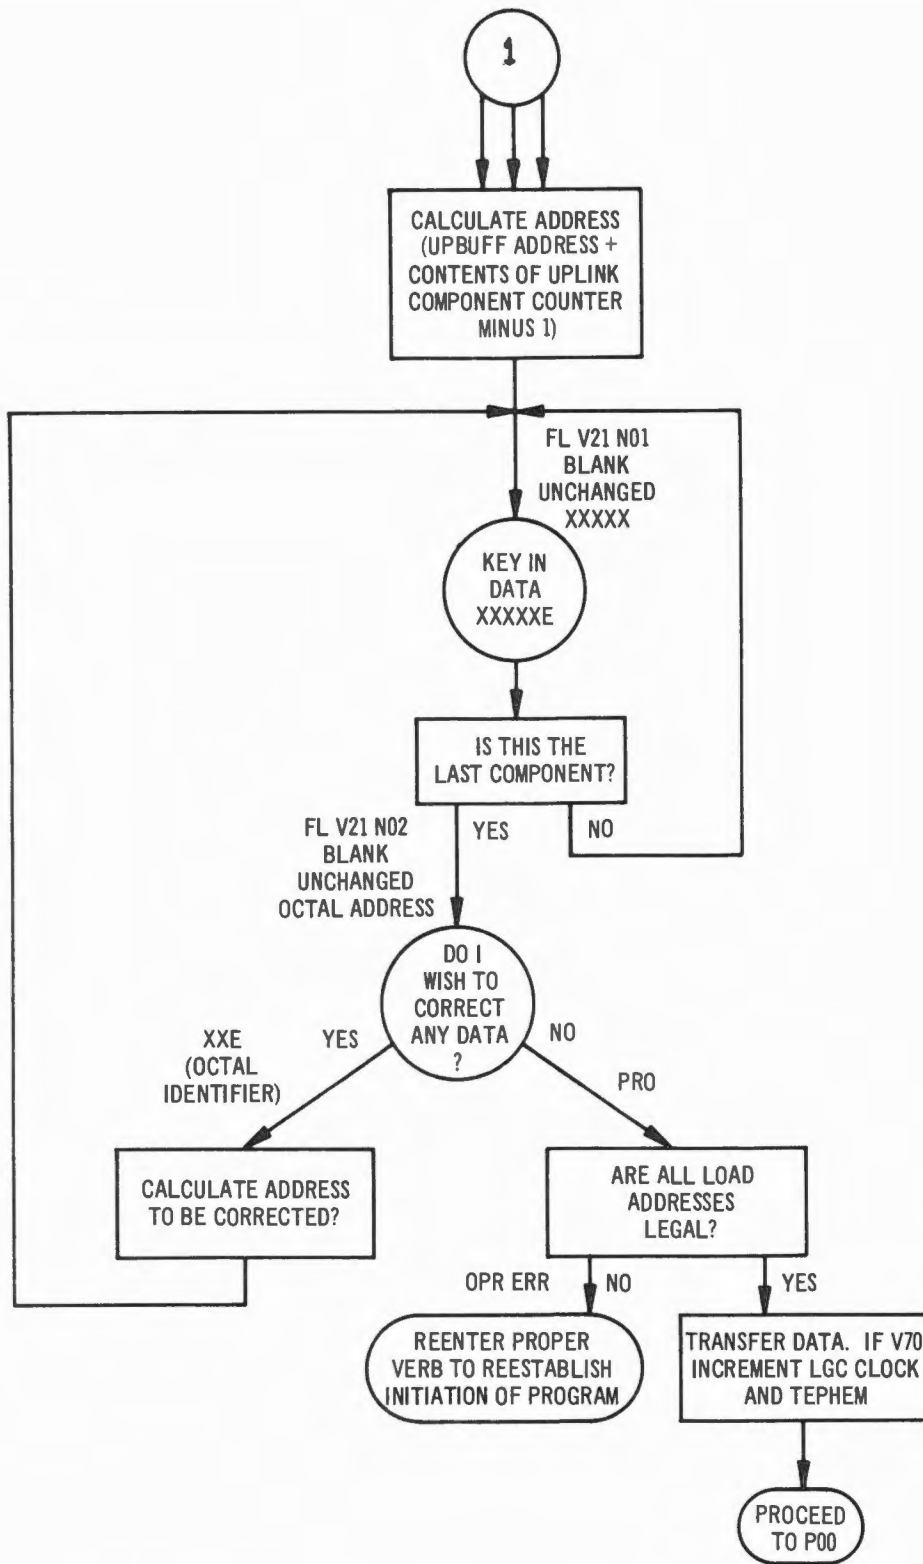 1
CALCULATE ADDRESS
(UPBUFF ADDRESS +
CONTENTS OF UPLINK
COMPONENT COUNTER
MINUS 1)
FL V21 N01
BLANK
UNCHANGED
XXXXX
KEY IN
DATA
XXXXXE
IS THIS THE
LAST COMPONENT?
YES
NO
FL V21 N02
BLANK
UNCHANGED
OCTAL ADDRESS
DO I
WISH TO
CORRECT
ANY DATA
?
XXE
(OCTAL
IDENTIFIER)
YES
NO
PRO
CALCULATE ADDRESS
TO BE CORRECTED?
ARE ALL LOAD
ADDRESSES
LEGAL?
OPR ERR
NO
YES
REENTER PROPER
VERB TO REESTABLISH
INITIATION OF PROGRAM
TRANSFER DATA. IF V70
INCREMENT LGC CLOCK
AND TEPHEM
PROCEED
TO P00